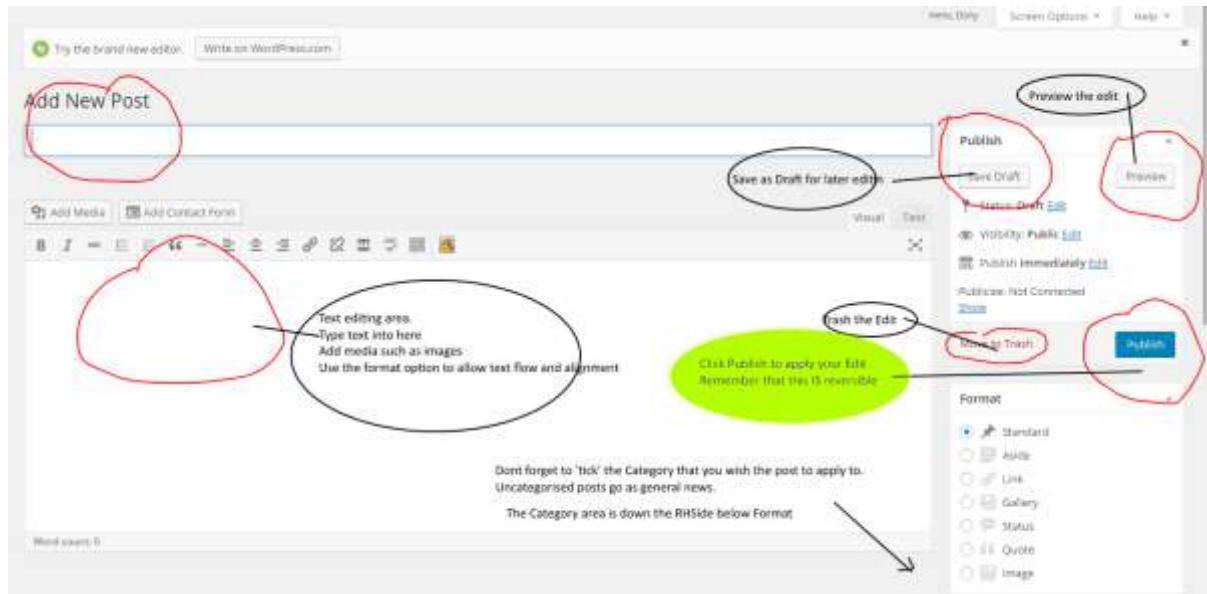 Hello, Dolly
Screen Options
Help
Try the brand new editor.
Write on WordPress.com
Add New Post
Preview the edit
Publish
Save as Draft for later editin
Save Draft
Preview
Status: Draft Edit
Add Media
Add Contact Form
Visual
Text
Visibility: Public Edit
B I
Publish immediately Edit
Publicize: Not Connected
Show
Text editing area.
Type text into here
Add media such as images
Use the format option to allow text flow and alignment
Trash the Edit
Move to Trash
Publish
Click Publish to apply your Edit
Remember that this IS reversible
Format
Standard
Aside
Link
Gallery
Status
Quote
Image
Dont forget to 'tick' the Category that you wish the post to apply to.
Uncategorised posts go as general news.
The Category area is down the RHSide below Format
Word count: 0